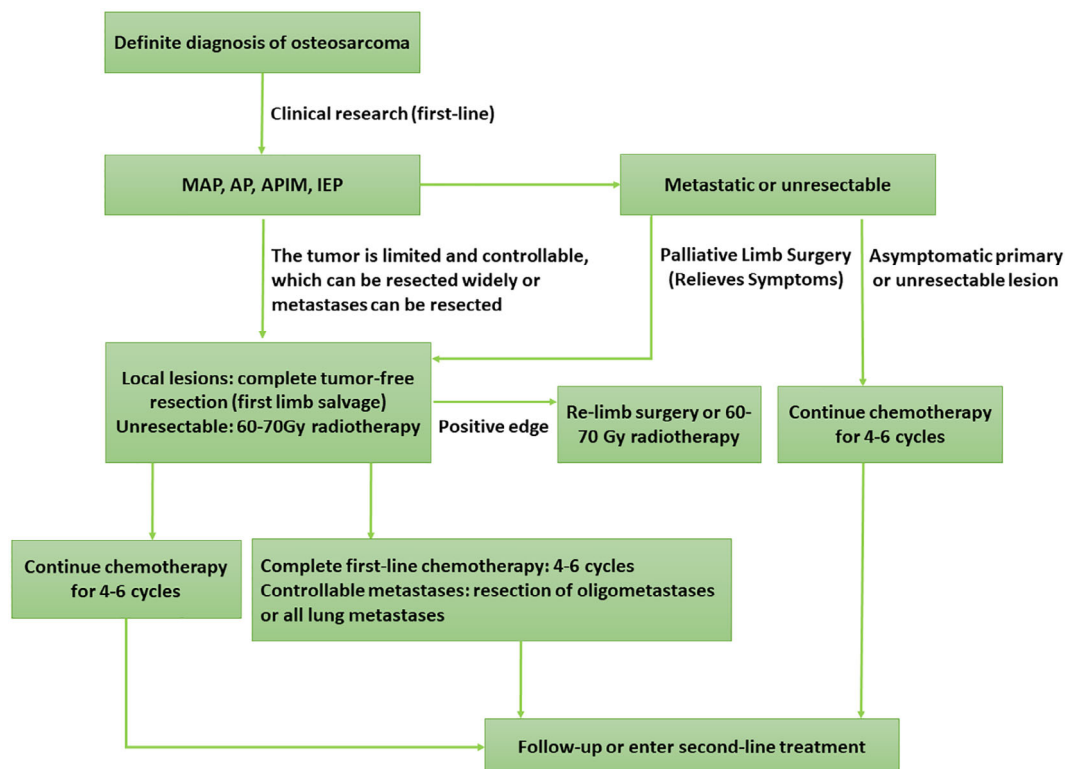 Definite diagnosis of osteosarcoma
Clinical research (first-line)
MAP, AP, APIM, IEP
Metastatic or unresectable
The tumor is limited and controllable,
which can be resected widely or
metastases can be resected
Palliative Limb Surgery
(Relieves Symptoms)
Asymptomatic primary
or unresectable lesion
Local lesions: complete tumor-free
resection (first limb salvage)
Unresectable: 60-70Gy radiotherapy
Positive edge
Re-limb surgery or 60-
70 Gy radiotherapy
Continue chemotherapy
for 4-6 cycles
Continue chemotherapy
for 4-6 cycles
Complete first-line chemotherapy: 4-6 cycles
Controllable metastases: resection of oligometastases
or all lung metastases
Follow-up or enter second-line treatment